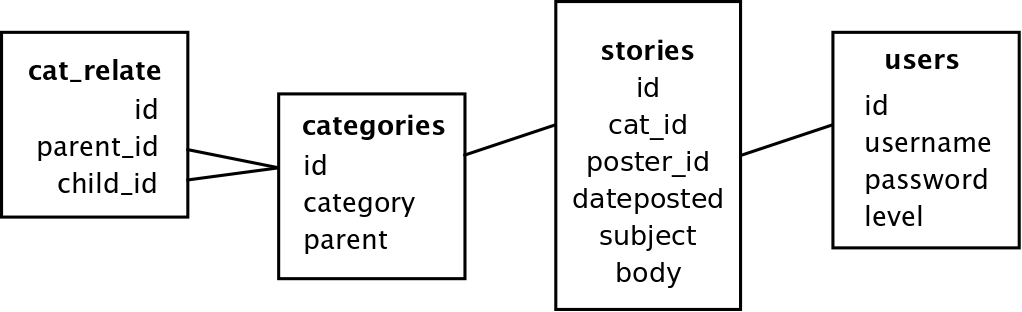 cat_relate
id
parent_id
child_id
categories
id
category
parent
stories
id
cat_id
poster_id
dateposted
subject
body
users
id
username
password
level